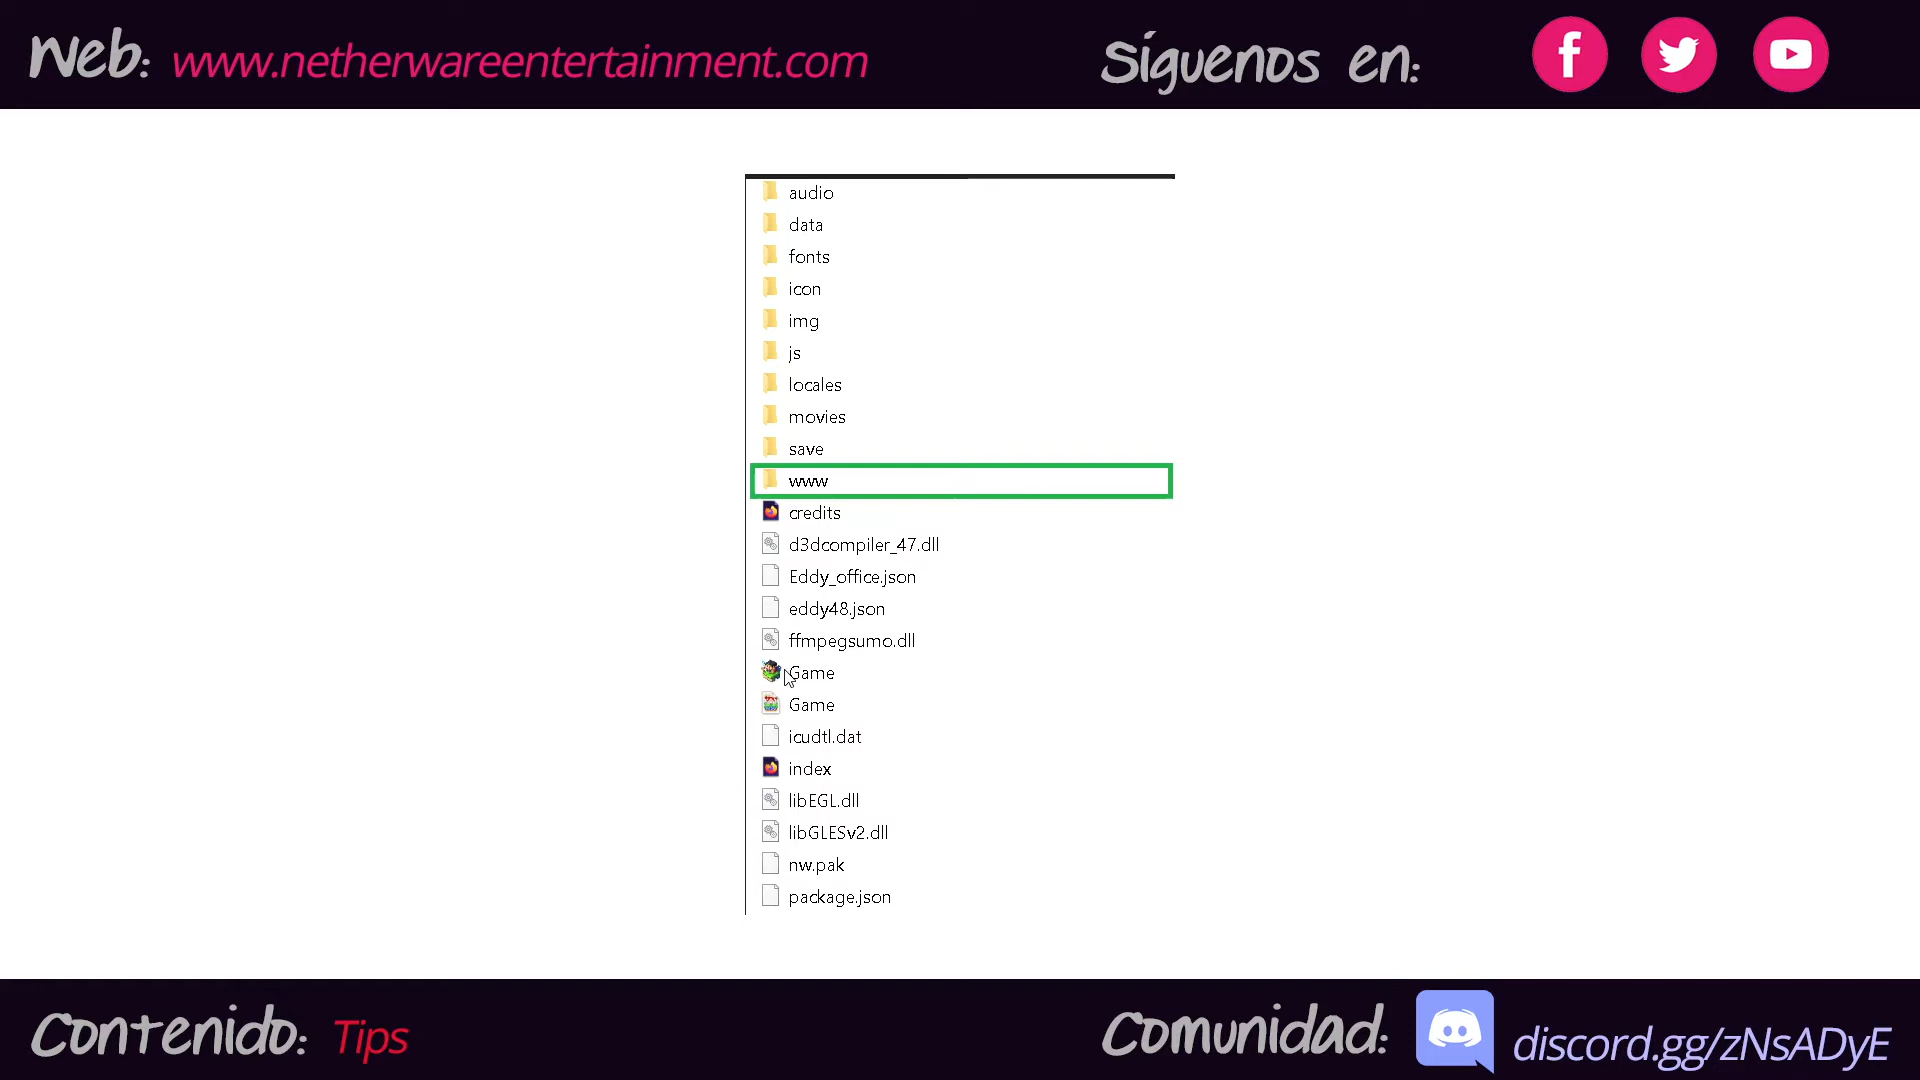 Web: www.netherwareentertainment.com
Síguenos en:
audio
data
fonts
icon
img
js
locales
movies
save
www
credits
d3dcompiler_47.dll
Eddy_office.json
eddy48.json
ffmpegsumo.dll
Game
Game
icudtl.dat
index
libEGL.dll
libGLESv2.dll
nw.pak
package.json
Contenido: Tips
Comunidad: discord.gg/zNsADyE